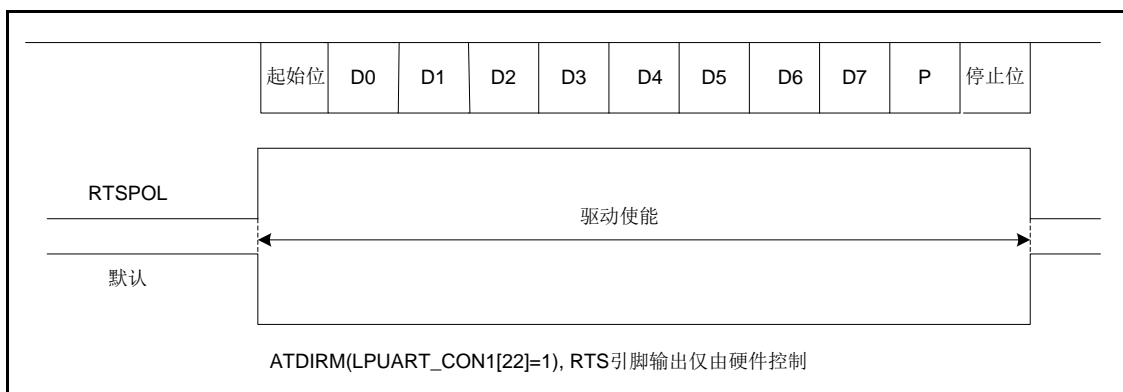 起始位 D0 D1 D2 D3 D4 D5 D6 D7 P 停止位
RTSPOL
驱动使能
默认
ATDIRM(LPUART_CON1[22]=1), RTS引脚输出仅由硬件控制